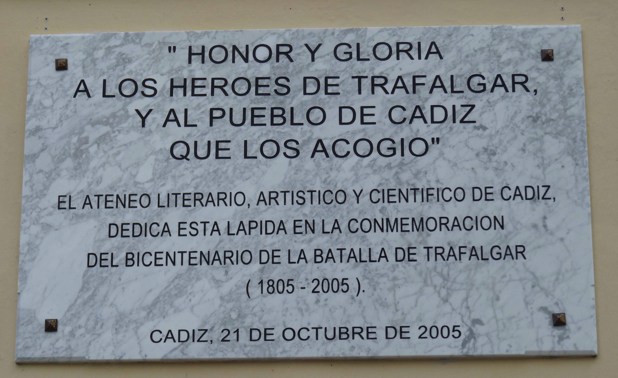 " HONOR Y GLORIA
A LOS HEROES DE TRAFALGAR,
Y AL PUEBLO DE CADIZ
QUE LOS ACOGIO"
EL ATENEO LITERARIO, ARTISTICO Y CIENTIFICO DE CADIZ,
DEDICA ESTA LAPIDA EN LA CONMEMORACION
DEL BICENTENARIO DE LA BATALLA DE TRAFALGAR
( 1805 - 2005 ).
CADIZ, 21 DE OCTUBRE DE 2005